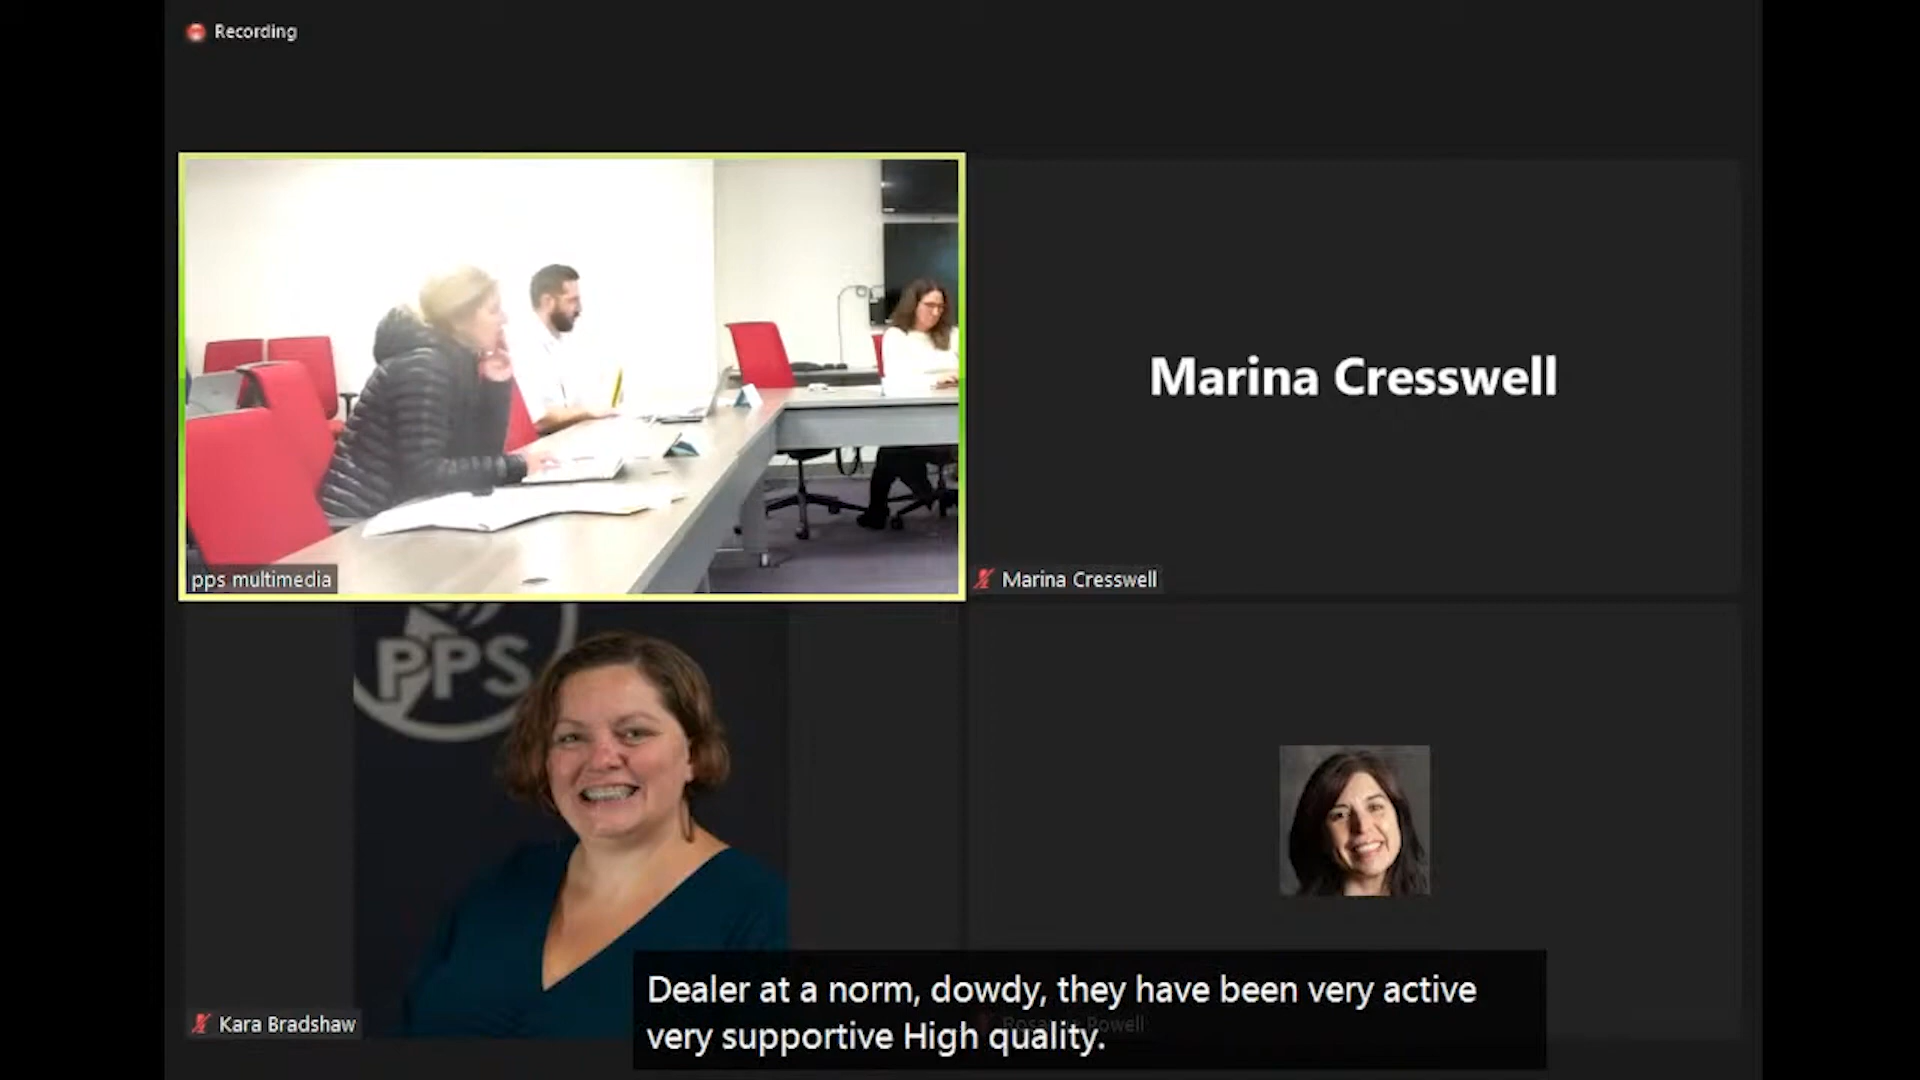 Recording
pps multimedia
Marina Cresswell
Marina Cresswell
PPS
Kara Bradshaw
Powell
Dealer at a norm, dowdy, they have been very active
very supportive High quality.